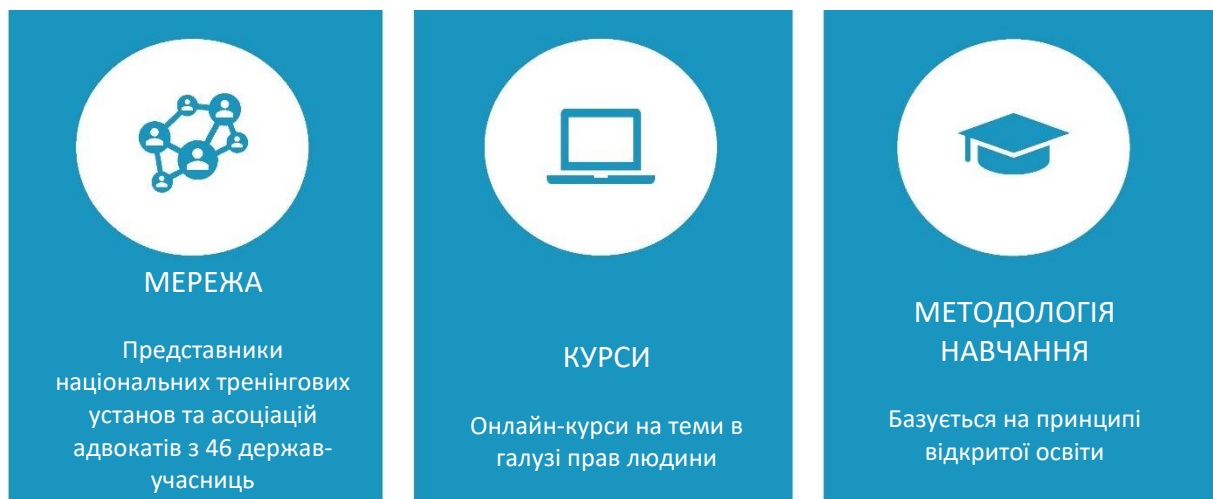 МЕРЕЖА
Представники
національних тренінгових
установ та асоціацій
адвокатів з 46 держав-
учасниць
КУРСИ
Онлайн-курси на теми в
галузі прав людини
МЕТОДОЛОГІЯ
НАВЧАННЯ
Базується на принципі
відкритої освіти